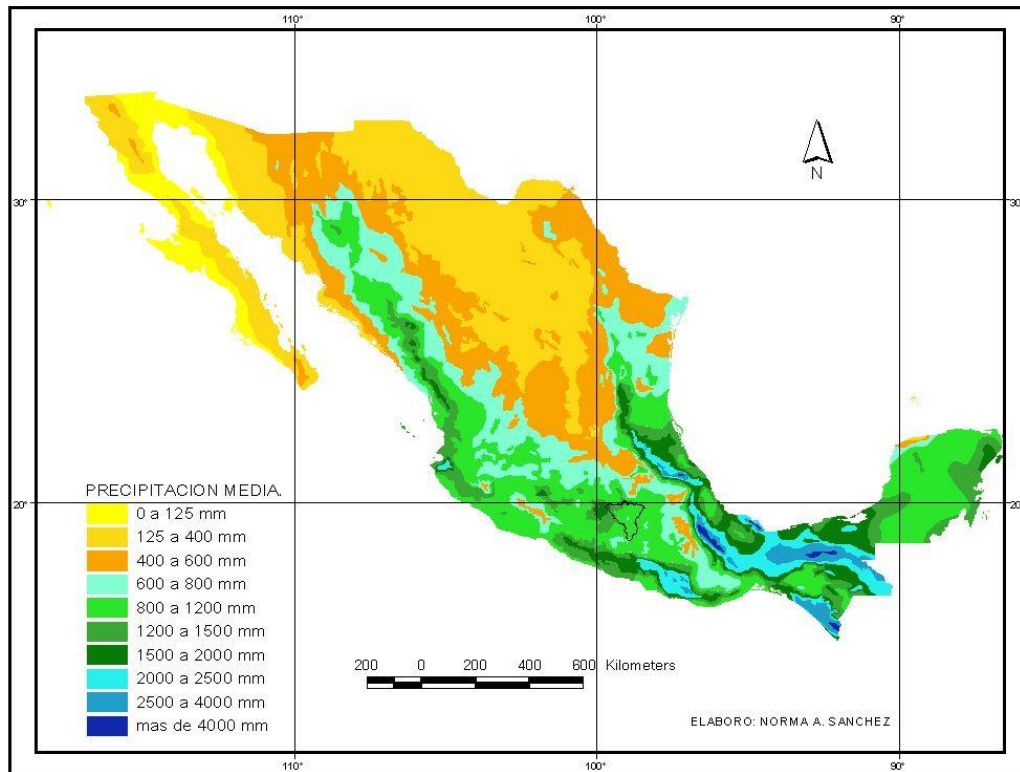 110°
100°
90°
N
30°
30
20°
20
PRECIPITACION MEDIA.
0 a 125 mm
125 a 400 mm
400 a 600 mm
600 a 800 mm
800 a 1200 mm
1200 a 1500 mm
1500 a 2000 mm
2000 a 2500 mm
2500 a 4000 mm
mas de 4000 mm
200 0 200 400 600 Kilometers
ELABORO: NORMA A. SANCHEZ
110°
100°
90°